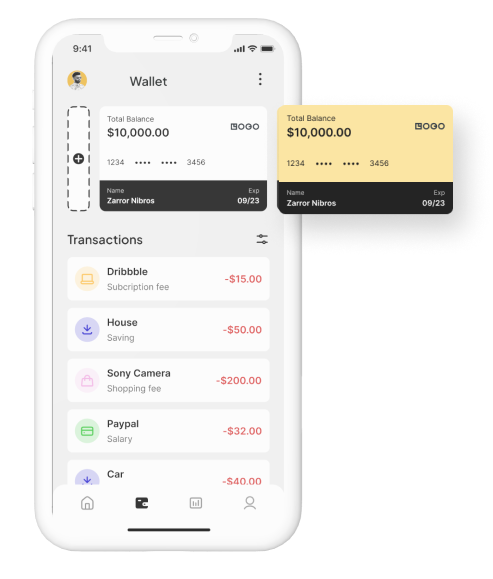 9:41
Wallet
Total Balance
$10,000.00
LOGO
1234 •••• •••• 3456
Name Exp
Zarror Nibros 09/23
Total Balance
$10,000.00
LOGO
1234 •••• •••• 3456
Name Exp
Zarror Nibros 09/23
Transactions
Dribbble
Subcription fee
-$15.00
House
Saving
-$50.00
Sony Camera
Shopping fee
-$200.00
Paypal
Salary
-$32.00
Car
-$40.00